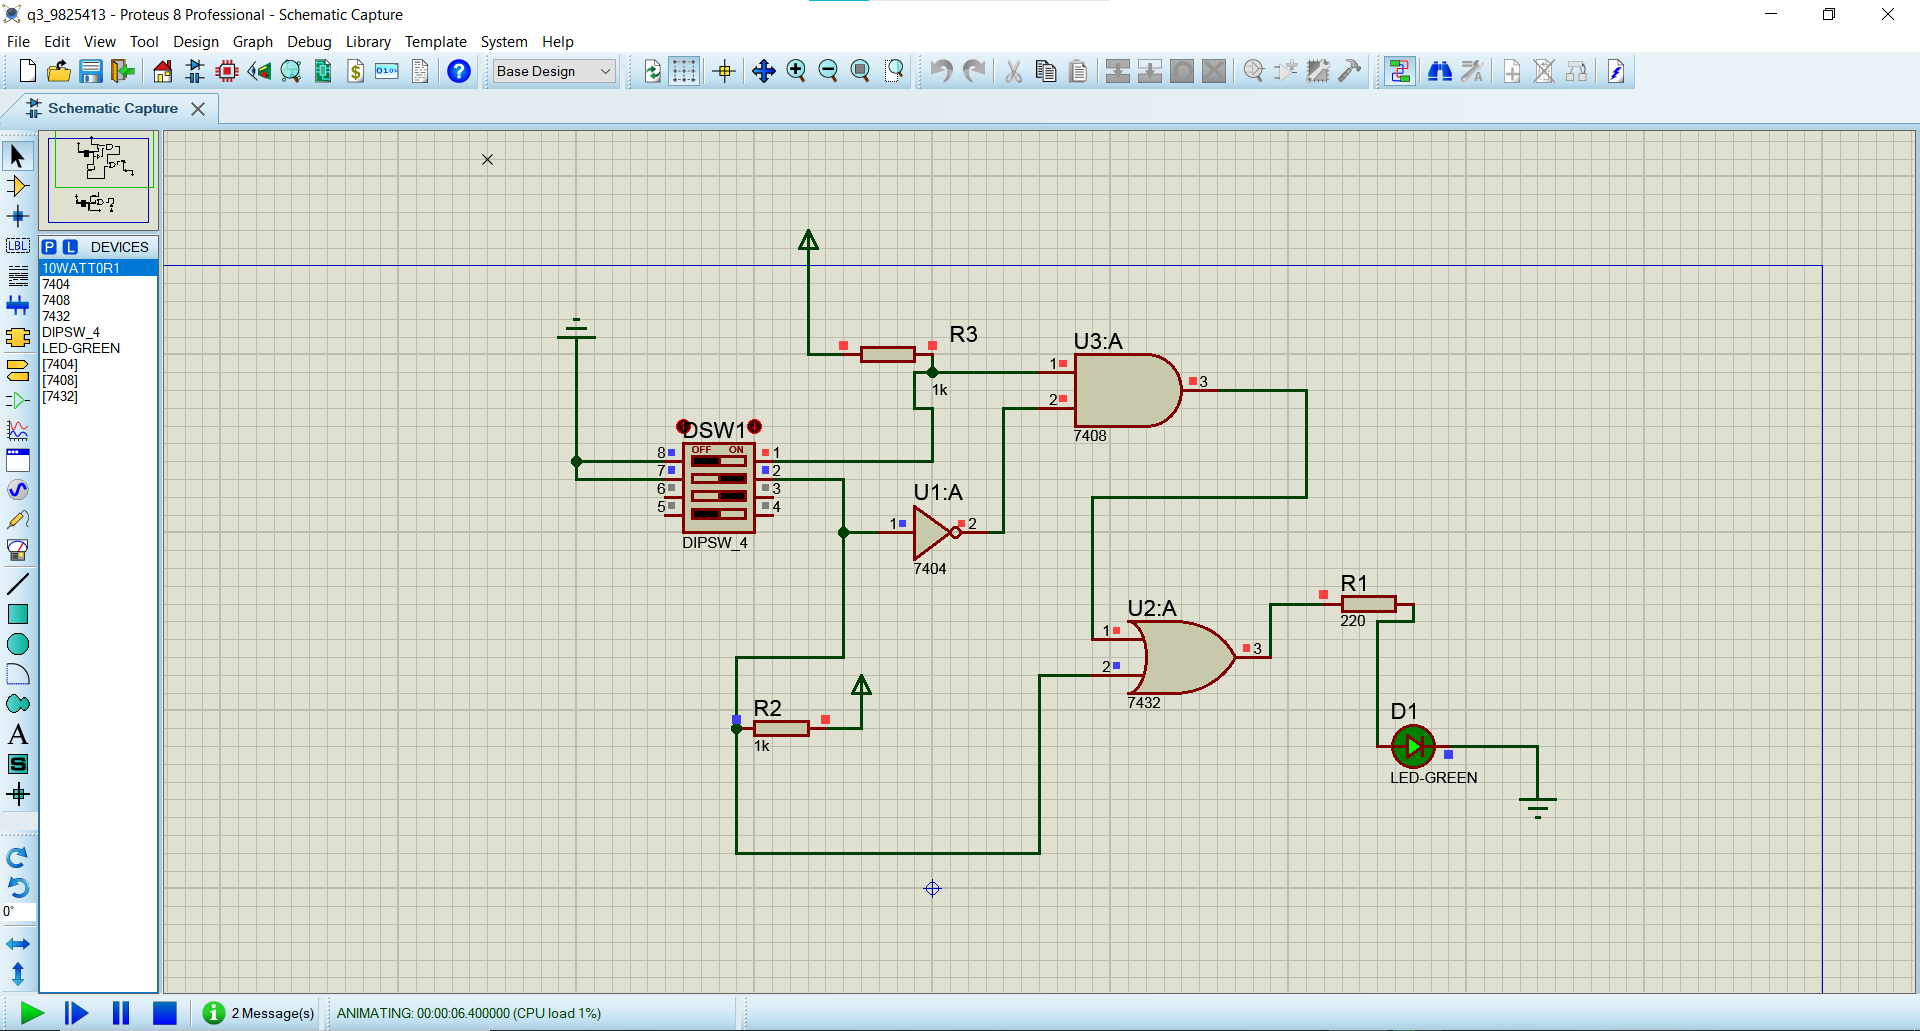 q3_9825413 - Proteus 8 Professional - Schematic Capture
File Edit View Tool Design Graph Debug Library Template System Help
Base Design
Schematic Capture
P L DEVICES
10WATT0R1
7404
7408
7432
DIPSW_4
LED-GREEN
[7404]
[7408]
[7432]
LBL
A
S
0°
R3
1k
U3:A
1
2
3
7408
DSW1
OFF ON
8 1
7 2
6 3
5 4
DIPSW_4
U1:A
1 2
7404
U2:A
1
2
3
7432
R1
220
R2
1k
D1
LED-GREEN
2 Message(s)
ANIMATING: 00:00:06.400000 (CPU load 1%)